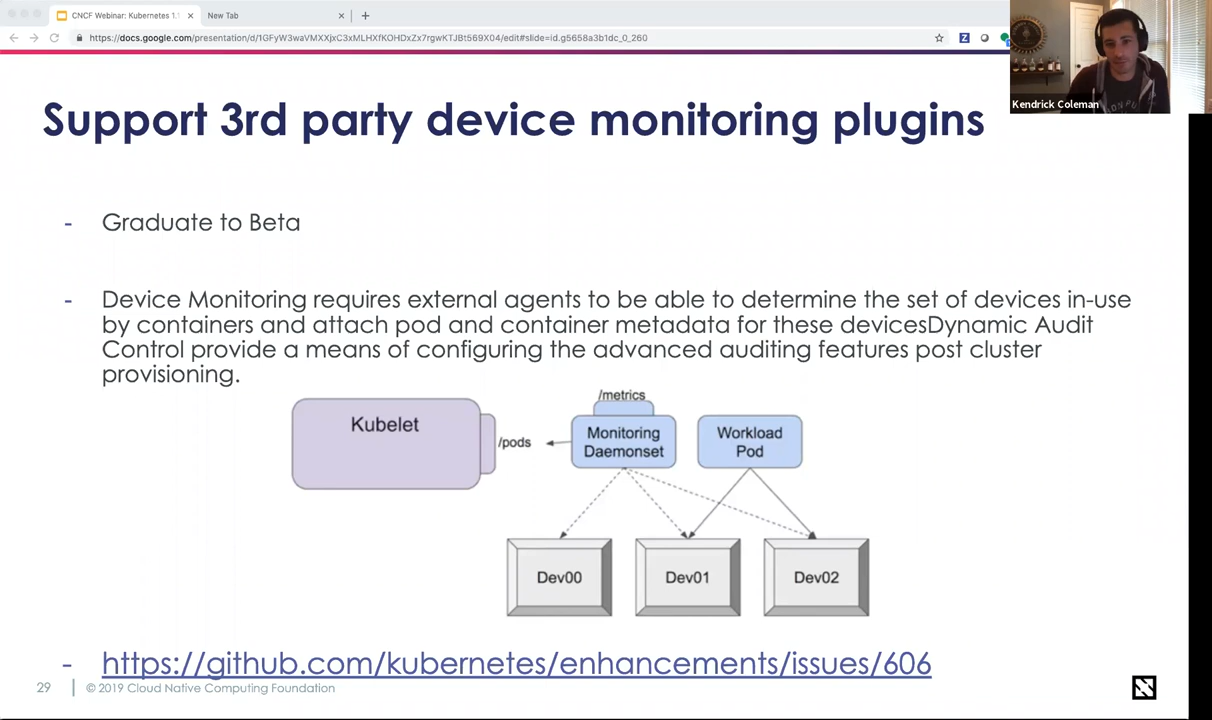 CNCF Webinar: Kubernetes 1.1
New Tab
https://docs.google.com/presentation/d/1GFyW3waVMXXjxC3xMLHXfKOHDxZx7rgwKTJBt569X04/edit#slide=id.g5658a3b1dc_0_260
Kendrick Coleman
Support 3rd party device monitoring plugins
- Graduate to Beta
- Device Monitoring requires external agents to be able to determine the set of devices in-use
by containers and attach pod and container metadata for these devicesDynamic Audit
Control provide a means of configuring the advanced auditing features post cluster
provisioning.
/metrics
Kubelet
/pods
Monitoring
Daemonset
Workload
Pod
Dev00
Dev01
Dev02
- https://github.com/kubernetes/enhancements/issues/606
29
© 2019 Cloud Native Computing Foundation